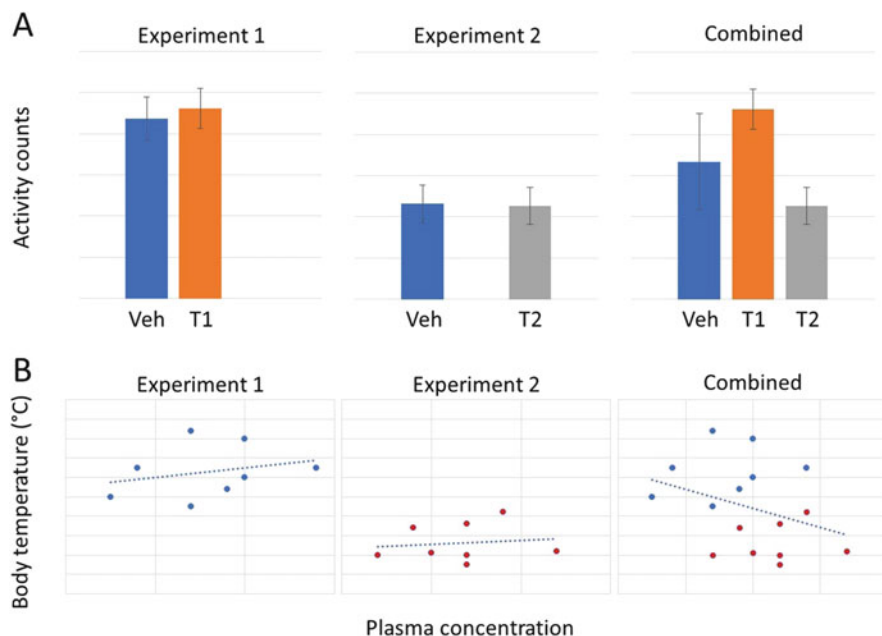 A
Experiment 1
Experiment 2
Combined
Activity counts
Veh T1
Veh T2
Veh T1 T2
B
Experiment 1
Experiment 2
Combined
Body temperature (°C)
Plasma concentration